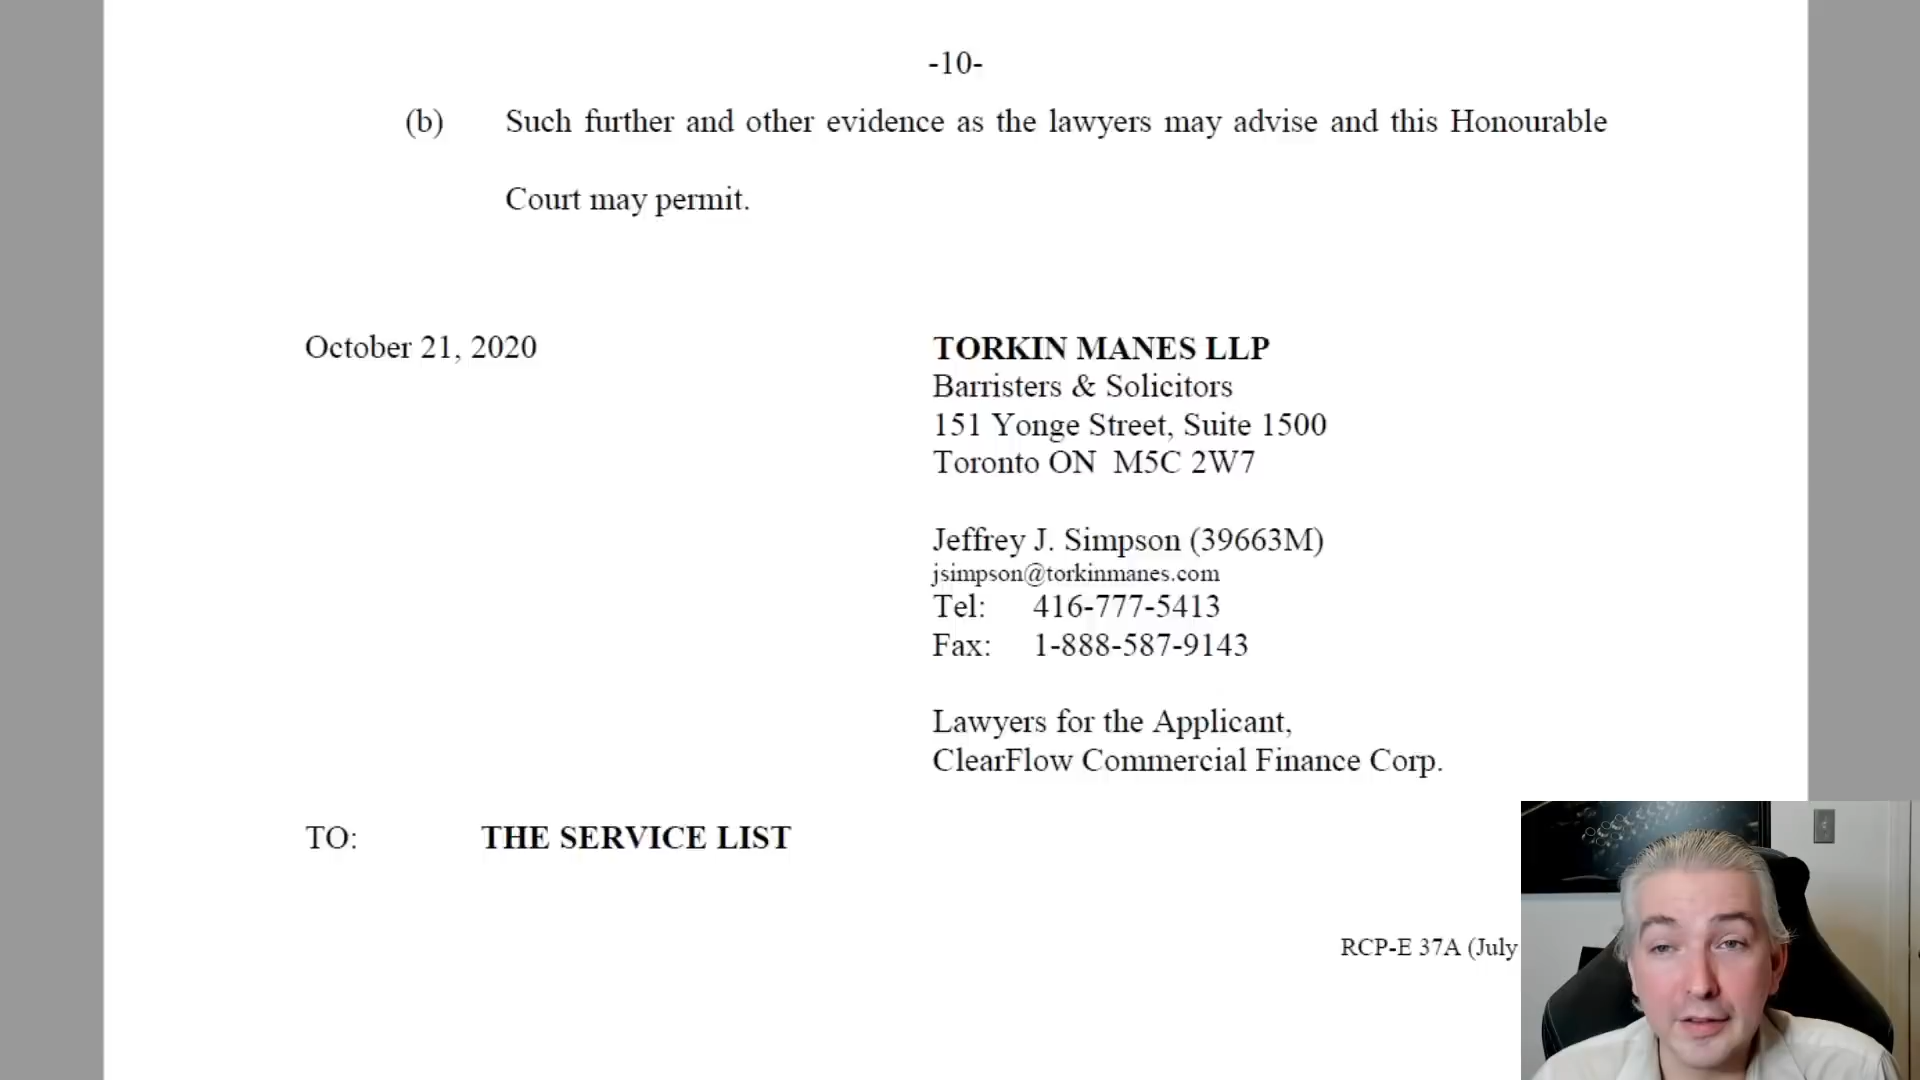 -10-
(b) Such further and other evidence as the lawyers may advise and this Honourable
Court may permit.
October 21, 2020
TORKIN MANES LLP
Barristers & Solicitors
151 Yonge Street, Suite 1500
Toronto ON M5C 2W7
Jeffrey J. Simpson (39663M)
jsimpson@torkinmanes.com
Tel: 416-777-5413
Fax: 1-888-587-9143
Lawyers for the Applicant,
ClearFlow Commercial Finance Corp.
TO: THE SERVICE LIST
RCP-E 37A (July